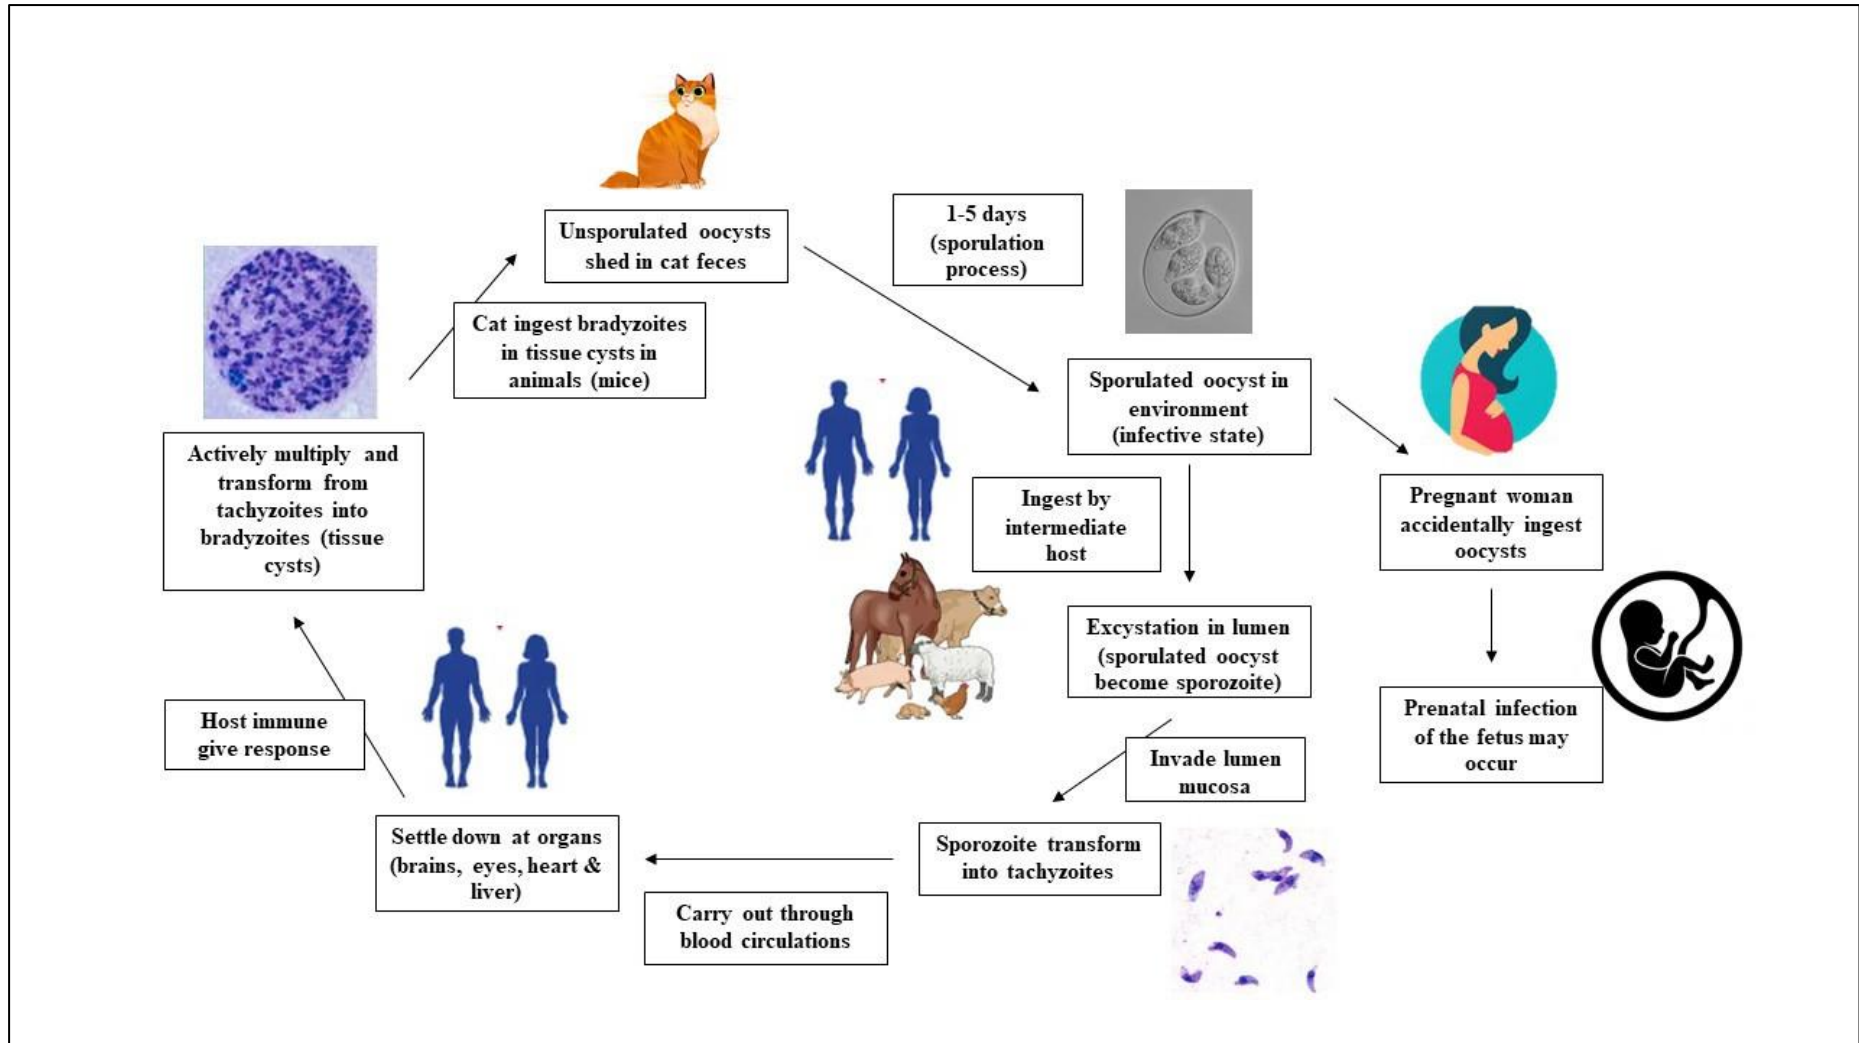 Unsporulated oocysts
shed in cat feces
1-5 days
(sporulation
process)
Cat ingest bradyzoites
in tissue cysts in
animals (mice)
Sporulated oocyst in
environment
(infective state)
Actively multiply and
transform from
tachyzoites into
bradyzoites (tissue
cysts)
Ingest by
intermediate
host
Pregnant woman
accidentally ingest
oocysts
Excystation in lumen
(sporulated oocyst
become sporozoite)
Prenatal infection
of the fetus may
occur
Host immune
give response
Invade lumen
mucosa
Settle down at organs
(brains, eyes, heart &
liver)
Sporozoite transform
into tachyzoites
Carry out through
blood circulations